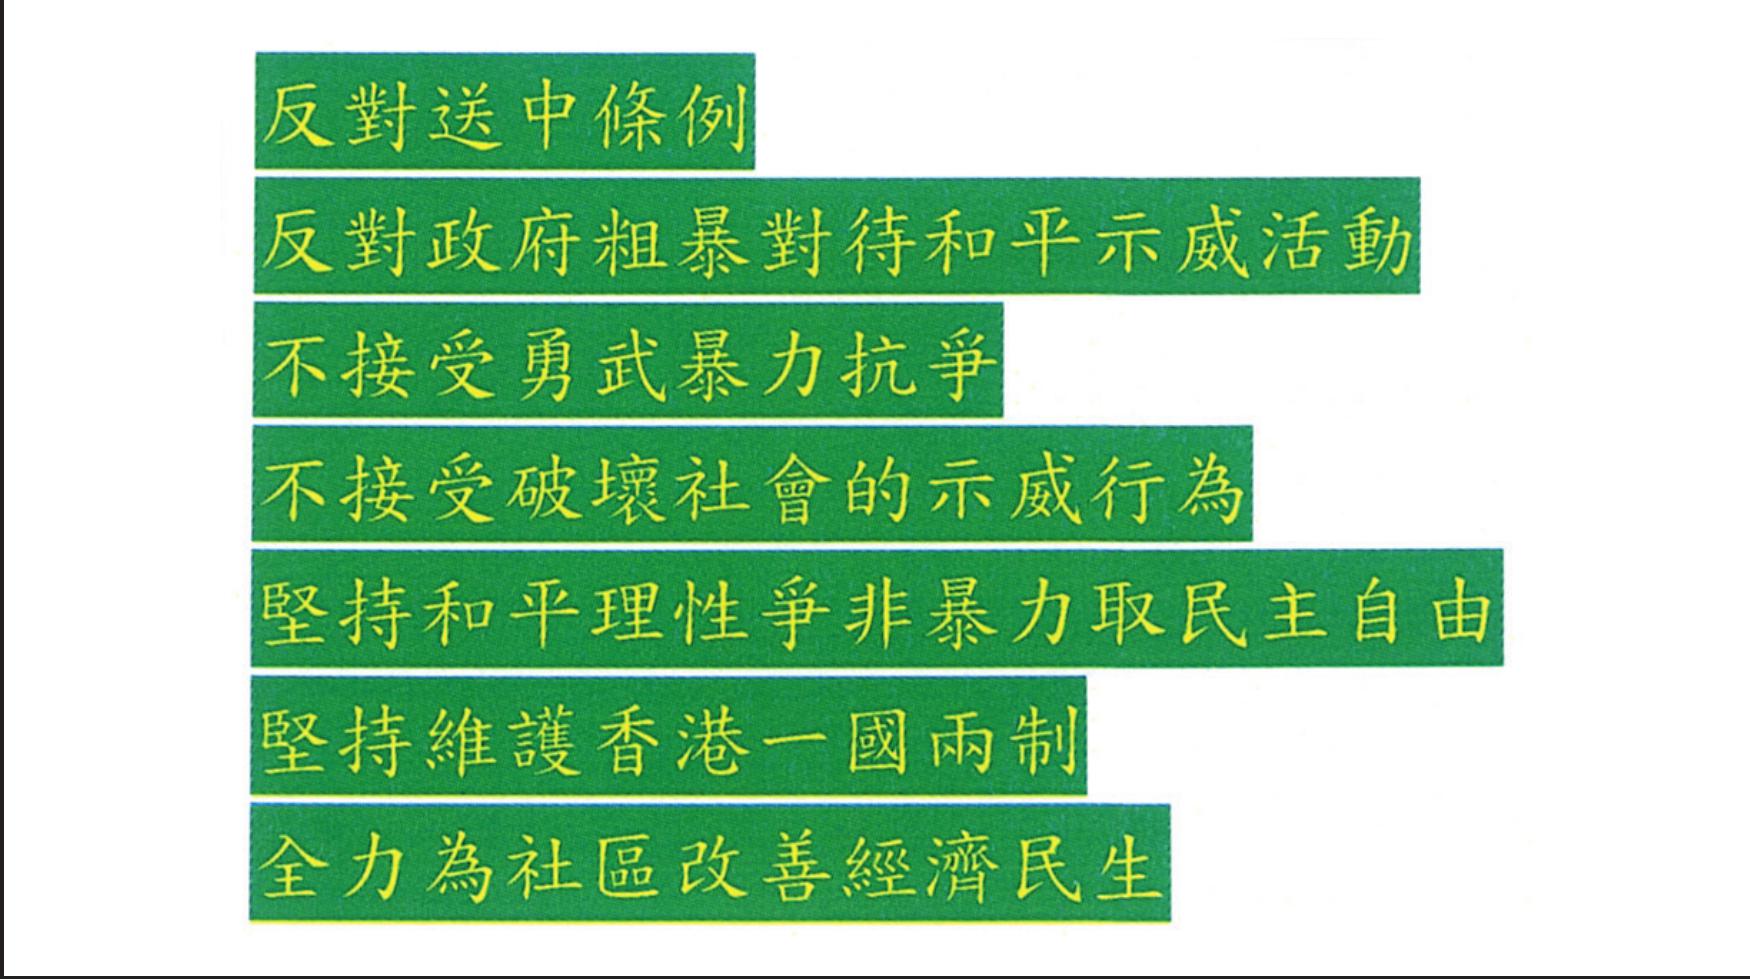 反對送中條例
反對政府粗暴對待和平示威活動
不接受勇武暴力抗爭
不接受破壞社會的示威行為
堅持和平理性爭非暴力取民主自由
堅持維護香港一國兩制
全力為社區改善經濟民生